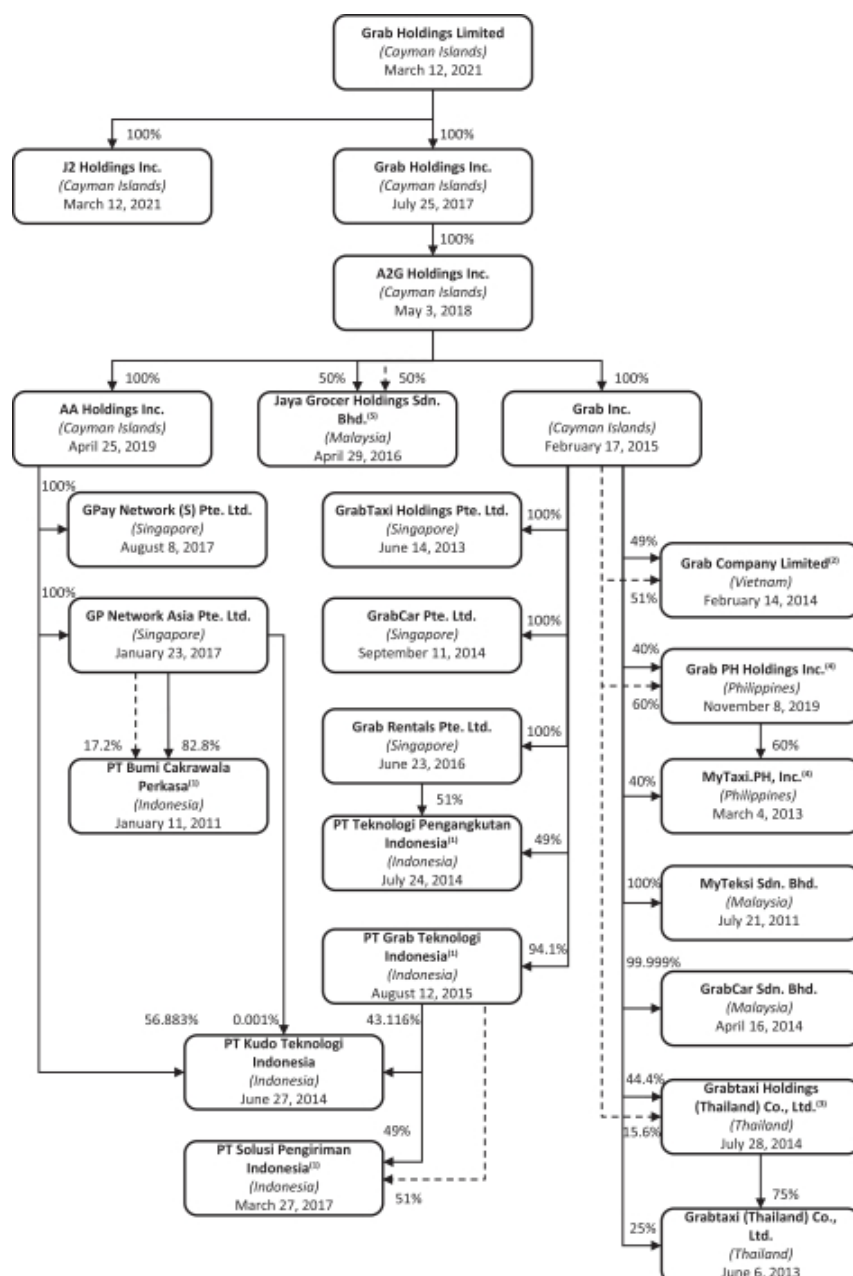 Grab Holdings Limited
(Cayman Islands)
March 12, 2021
100%
100%
J2 Holdings Inc.
(Cayman Islands)
March 12, 2021
Grab Holdings Inc.
(Cayman Islands)
July 25, 2017
100%
A2G Holdings Inc.
(Cayman Islands)
May 3, 2018
100%
50%
50%
100%
AA Holdings Inc.
(Cayman Islands)
April 25, 2019
Jaya Grocer Holdings Sdn.
Bhd.(5)
(Malaysia)
April 29, 2016
Grab Inc.
(Cayman Islands)
February 17, 2015
100%
GPay Network (S) Pte. Ltd.
(Singapore)
August 8, 2017
GrabTaxi Holdings Pte. Ltd.
(Singapore)
June 14, 2013
100%
49%
51%
Grab Company Limited(2)
(Vietnam)
February 14, 2014
100%
GP Network Asia Pte. Ltd.
(Singapore)
January 23, 2017
GrabCar Pte. Ltd.
(Singapore)
September 11, 2014
100%
40%
60%
Grab PH Holdings Inc.(4)
(Philippines)
November 8, 2019
17.2%
82.8%
PT Bumi Cakrawala
Perkasa(1)
(Indonesia)
January 11, 2011
Grab Rentals Pte. Ltd.
(Singapore)
June 23, 2016
100%
60%
40%
MyTaxi.PH, Inc.(4)
(Philippines)
March 4, 2013
51%
PT Teknologi Pengangkutan
Indonesia(1)
(Indonesia)
July 24, 2014
49%
100%
MyTeksi Sdn. Bhd.
(Malaysia)
July 21, 2011
PT Grab Teknologi
Indonesia(1)
(Indonesia)
August 12, 2015
94.1%
99.999%
GrabCar Sdn. Bhd.
(Malaysia)
April 16, 2014
56.883%
0.001%
43.116%
PT Kudo Teknologi
Indonesia
(Indonesia)
June 27, 2014
44.4%
15.6%
Grabtaxi Holdings
(Thailand) Co., Ltd.(3)
(Thailand)
July 28, 2014
49%
51%
PT Solusi Pengiriman
Indonesia(1)
(Indonesia)
March 27, 2017
75%
25%
Grabtaxi (Thailand) Co.,
Ltd.
(Thailand)
June 6, 2013